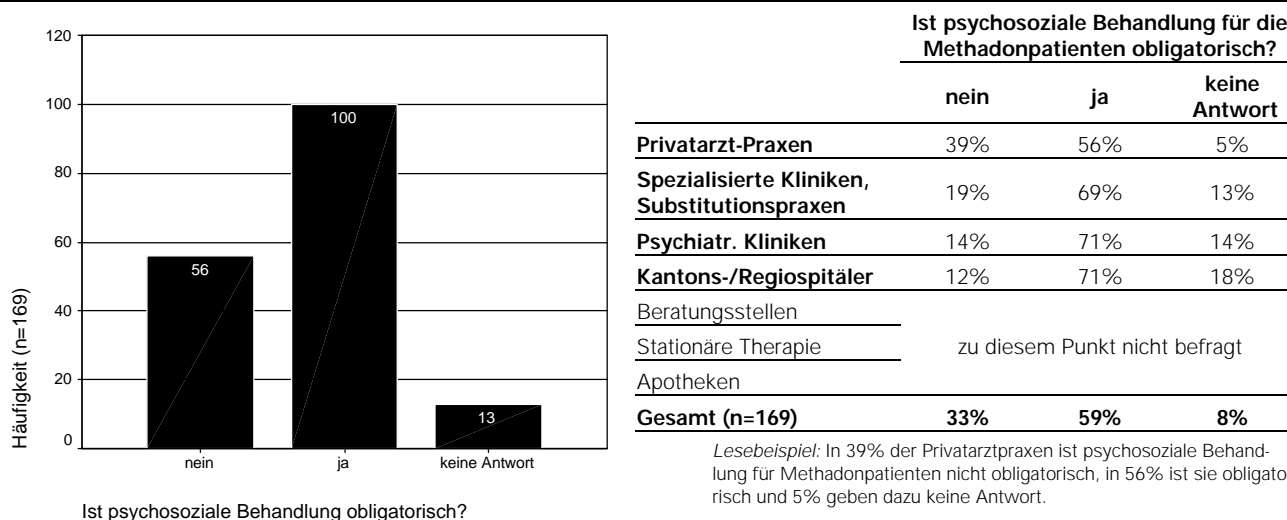 120
100
80
60
40
20
0
Häufigkeit (n=169)
56
100
13
nein ja keine Antwort
Ist psychosoziale Behandlung obligatorisch?
Ist psychosoziale Behandlung für die
Methadonpatienten obligatorisch?
nein ja keine
Antwort
Privatarzt-Praxen 39% 56% 5%
Spezialisierte Kliniken,
Substitutionspraxen 19% 69% 13%
Psychiatr. Kliniken 14% 71% 14%
Kantons-/Regiospitäler 12% 71% 18%
Beratungsstellen
Stationäre Therapie zu diesem Punkt nicht befragt
Apotheken
Gesamt (n=169) 33% 59% 8%
Lesebeispiel: In 39% der Privatarztpraxen ist psychosoziale Behand-
lung für Methadonpatienten nicht obligatorisch, in 56% ist sie obligato
risch und 5% geben dazu keine Antwort.